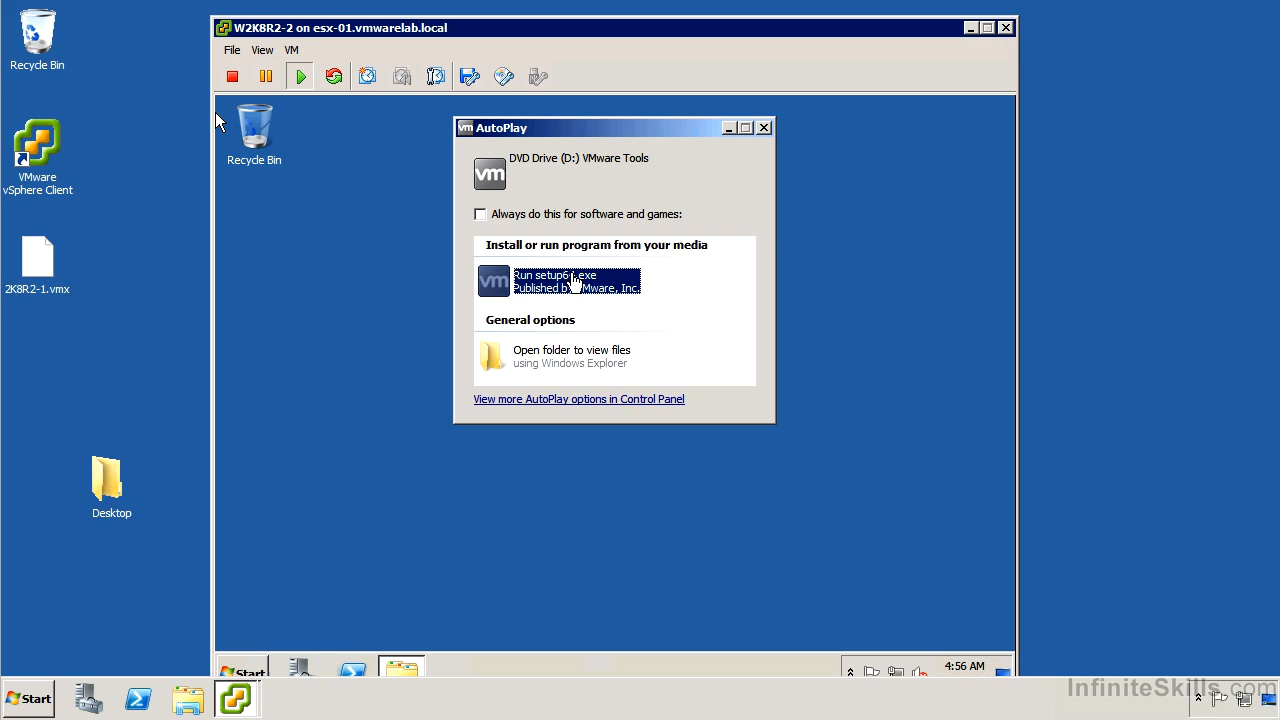 Recycle Bin
VMware
vSphere Client
2K8R2-1.vmx
Desktop
W2K8R2-2 on esx-01.vmwarelab.local
File View VM
Recycle Bin
vm AutoPlay
vm
DVD Drive (D:) VMware Tools
Always do this for software and games:
Install or run program from your media
vm
Run setup64.exe
Published by VMware, Inc.
General options
Open folder to view files
using Windows Explorer
View more AutoPlay options in Control Panel
Start
4:56 AM
Start
InfiniteSkills.com